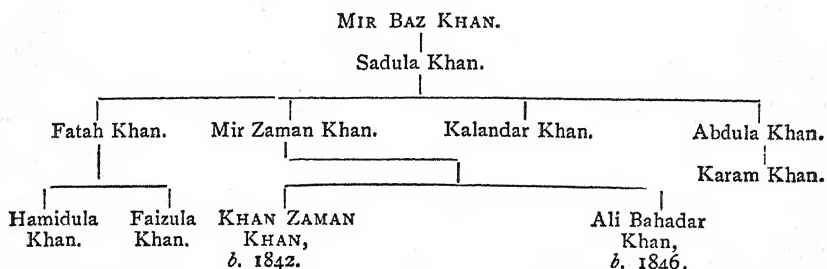 MIR BAZ KHAN.
Sadula Khan.
Fatah Khan. Mir Zaman Khan. Kalandar Khan. Abdula Khan.
Karam Khan.
Hamidula Faizula KHAN ZAMAN Ali Bahadar
Khan. Khan. KHAN, Khan,
b. 1842. b. 1846.